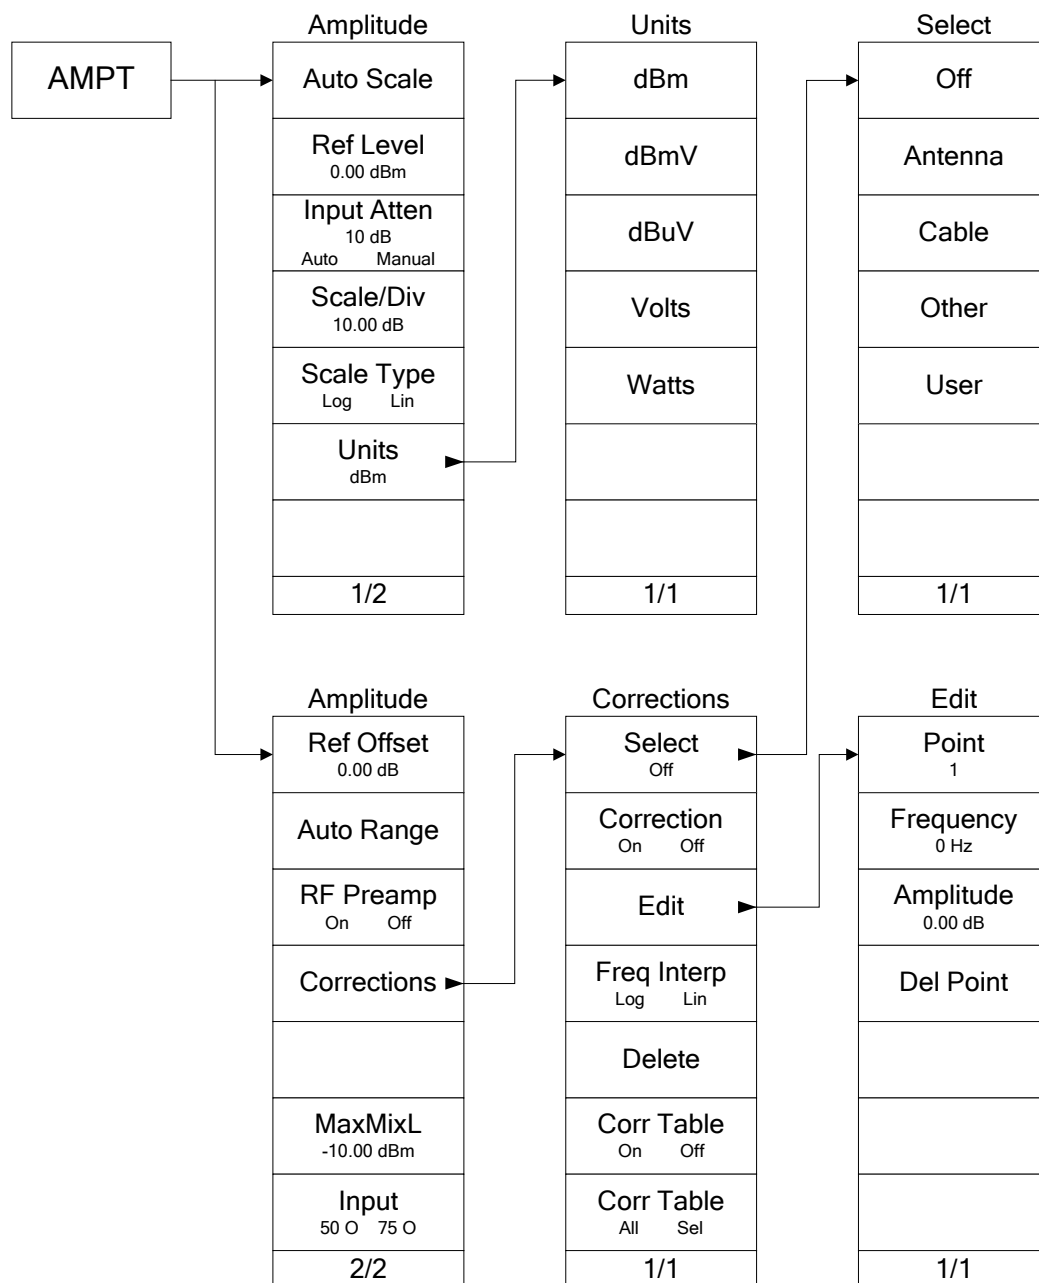 AMPT
Amplitude
Auto Scale
Ref Level
0.00 dBm
Input Atten
10 dB
Auto Manual
Scale/Div
10.00 dB
Scale Type
Log Lin
Units
dBm
1/2
Units
dBm
dBmV
dBuV
Volts
Watts
1/1
Select
Off
Antenna
Cable
Other
User
1/1
Amplitude
Ref Offset
0.00 dB
Auto Range
RF Preamp
On Off
Corrections
MaxMixL
-10.00 dBm
Input
50 O 75 O
2/2
Corrections
Select
Off
Correction
On Off
Edit
Freq Interp
Log Lin
Delete
Corr Table
On Off
Corr Table
All Sel
1/1
Edit
Point
1
Frequency
0 Hz
Amplitude
0.00 dB
Del Point
1/1